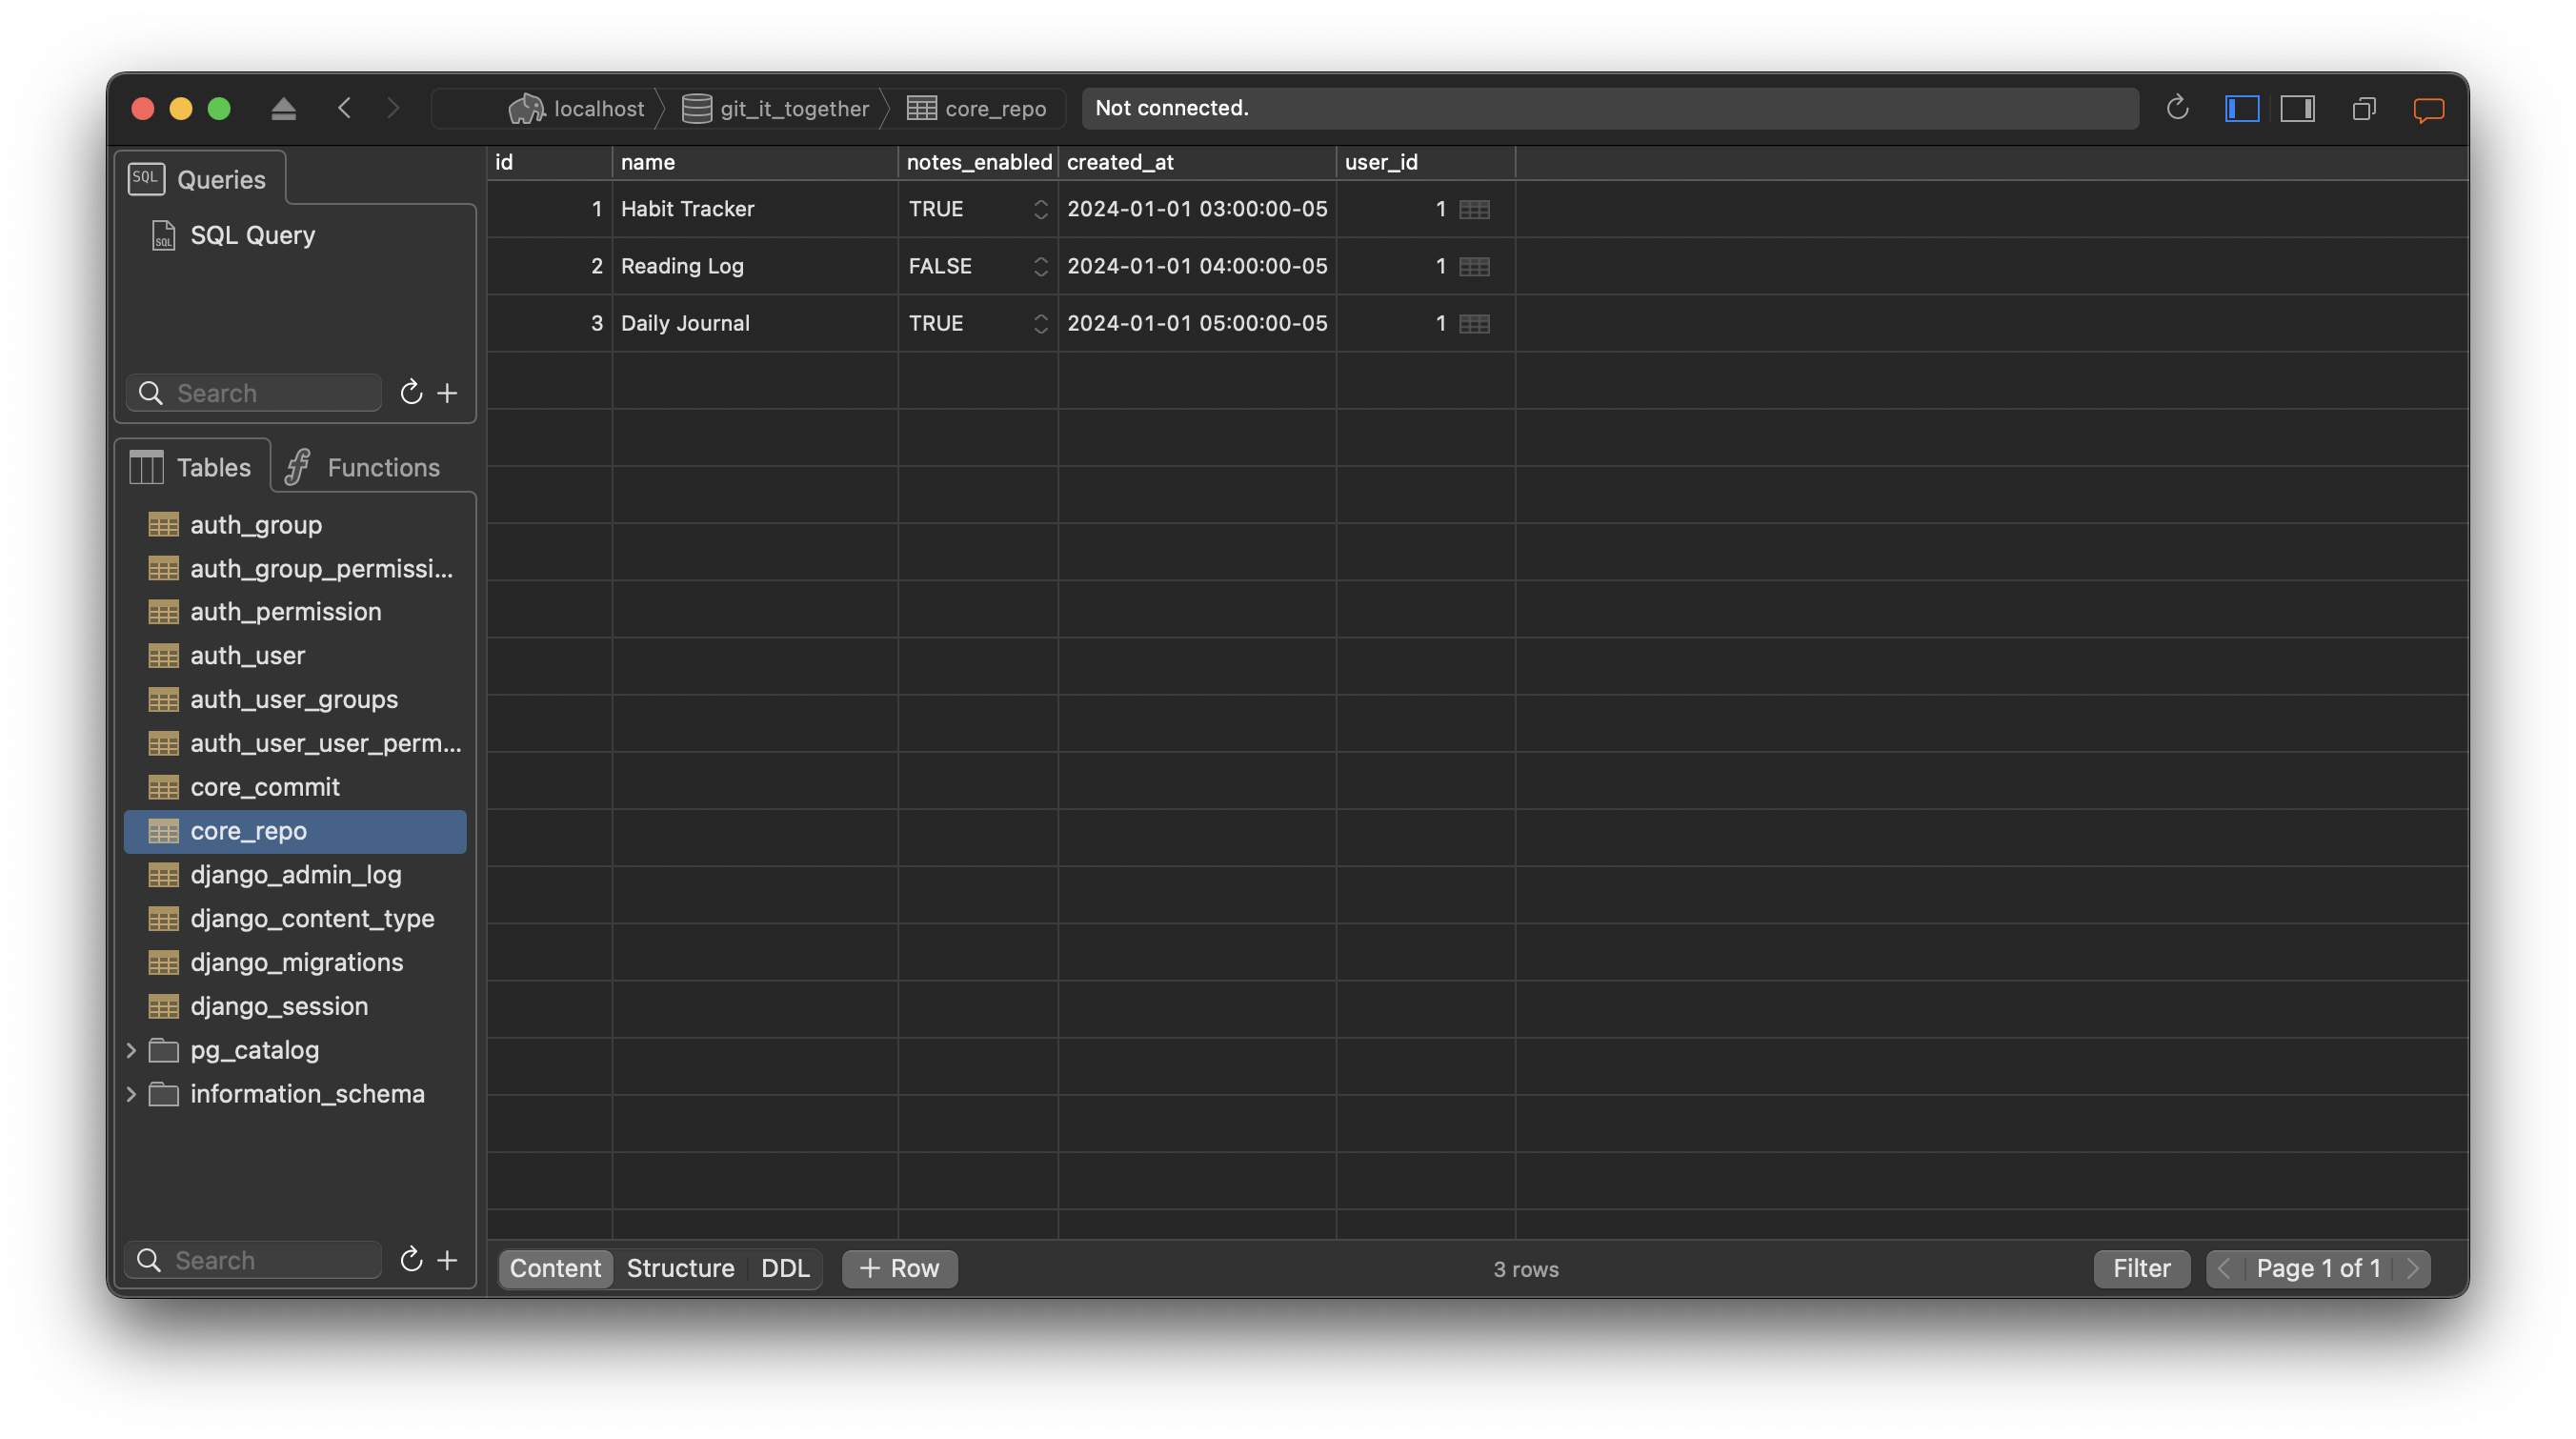 localhost git_it_together core_repo Not connected.
SQL Queries
SQL SQL Query
Search
Tables Functions
auth_group
auth_group_permissi...
auth_permission
auth_user
auth_user_groups
auth_user_user_perm...
core_commit
core_repo
django_admin_log
django_content_type
django_migrations
django_session
pg_catalog
information_schema
Search
id name notes_enabled created_at user_id
1 Habit Tracker TRUE 2024-01-01 03:00:00-05 1
2 Reading Log FALSE 2024-01-01 04:00:00-05 1
3 Daily Journal TRUE 2024-01-01 05:00:00-05 1
Content Structure DDL + Row 3 rows Filter Page 1 of 1